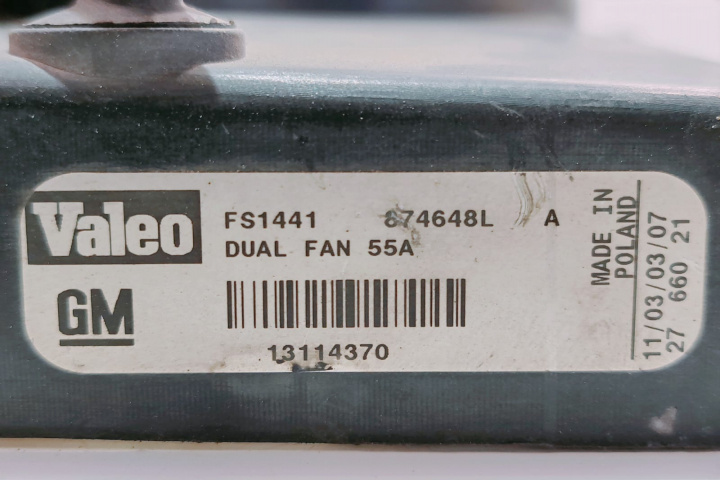 Valeo
FS1441 874648L A
DUAL FAN 55A
GM
13114370
MADE IN
POLAND
11/03/03/07
27 660 21